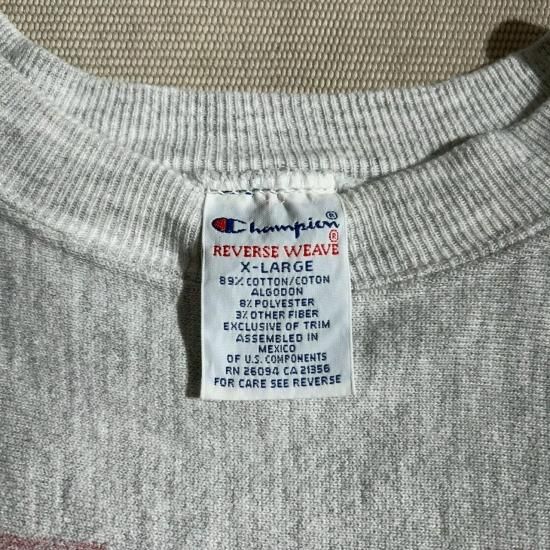 Champion®
REVERSE WEAVE®
X-LARGE
89% COTTON/COTON
ALGODON
8% POLYESTER
3% OTHER FIBER
EXCLUSIVE OF TRIM
ASSEMBLED IN
MEXICO
OF U.S. COMPONENTS
RN 26094 CA 21356
FOR CARE SEE REVERSE